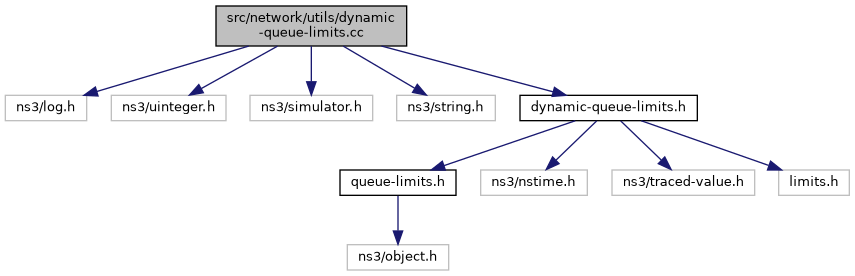 src/network/utils/dynamic
-queue-limits.cc
ns3/log.h
ns3/uinteger.h
ns3/simulator.h
ns3/string.h
dynamic-queue-limits.h
queue-limits.h
ns3/nstime.h
ns3/traced-value.h
limits.h
ns3/object.h